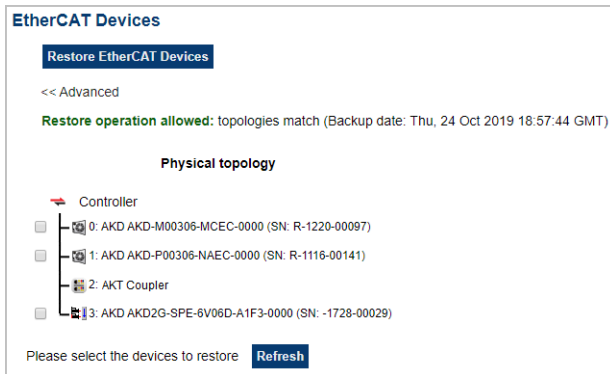 EtherCAT Devices
Restore EtherCAT Devices
<< Advanced
Restore operation allowed: topologies match (Backup date: Thu, 24 Oct 2019 18:57:44 GMT)
Physical topology
Controller
0: AKD AKD-M00306-MCEC-0000 (SN: R-1220-00097)
1: AKD AKD-P00306-NAEC-0000 (SN: R-1116-00141)
2: AKT Coupler
3: AKD AKD2G-SPE-6V06D-A1F3-0000 (SN: -1728-00029)
Please select the devices to restore Refresh